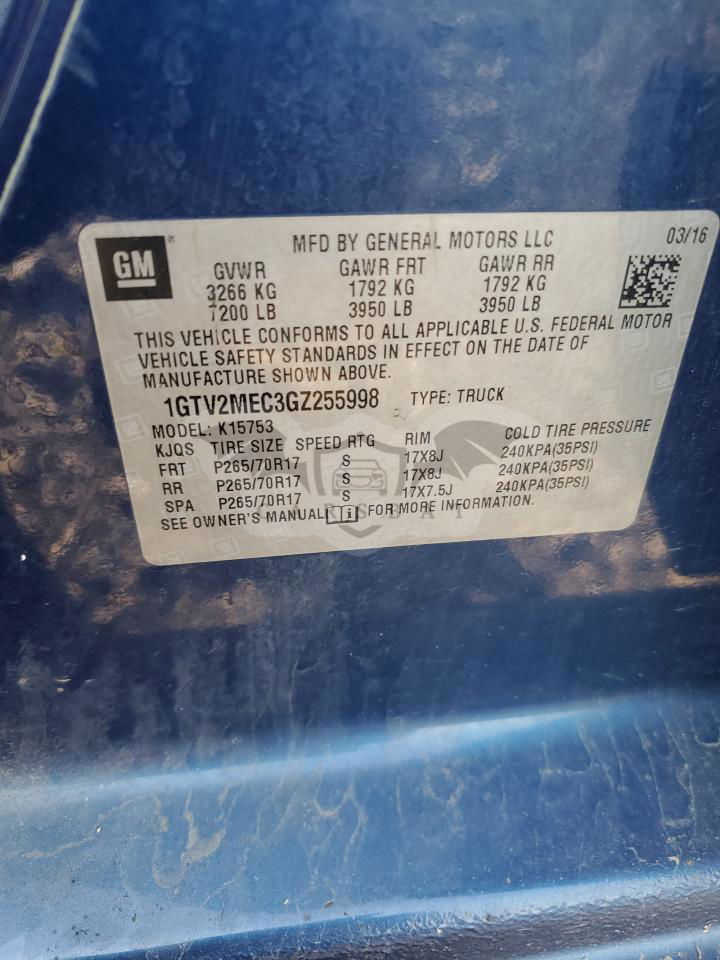 GM MFD BY GENERAL MOTORS LLC 03/16
GVWR GAWR FRT GAWR RR
3266 KG 1792 KG 1792 KG
7200 LB 3950 LB 3950 LB
THIS VEHICLE CONFORMS TO ALL APPLICABLE U.S. FEDERAL MOTOR
VEHICLE SAFETY STANDARDS IN EFFECT ON THE DATE OF
MANUFACTURE SHOWN ABOVE.
1GTV2MEC3GZ255998 TYPE: TRUCK
MODEL: K15753
KJQS TIRE SIZE SPEED RTG RIM COLD TIRE PRESSURE
FRT P265/70R17 S 17X8J 240KPA(35PSI)
RR P265/70R17 S 17X8J 240KPA(35PSI)
SPA P265/70R17 S 17X7.5J 240KPA(35PSI)
SEE OWNER'S MANUAL i FOR MORE INFORMATION.